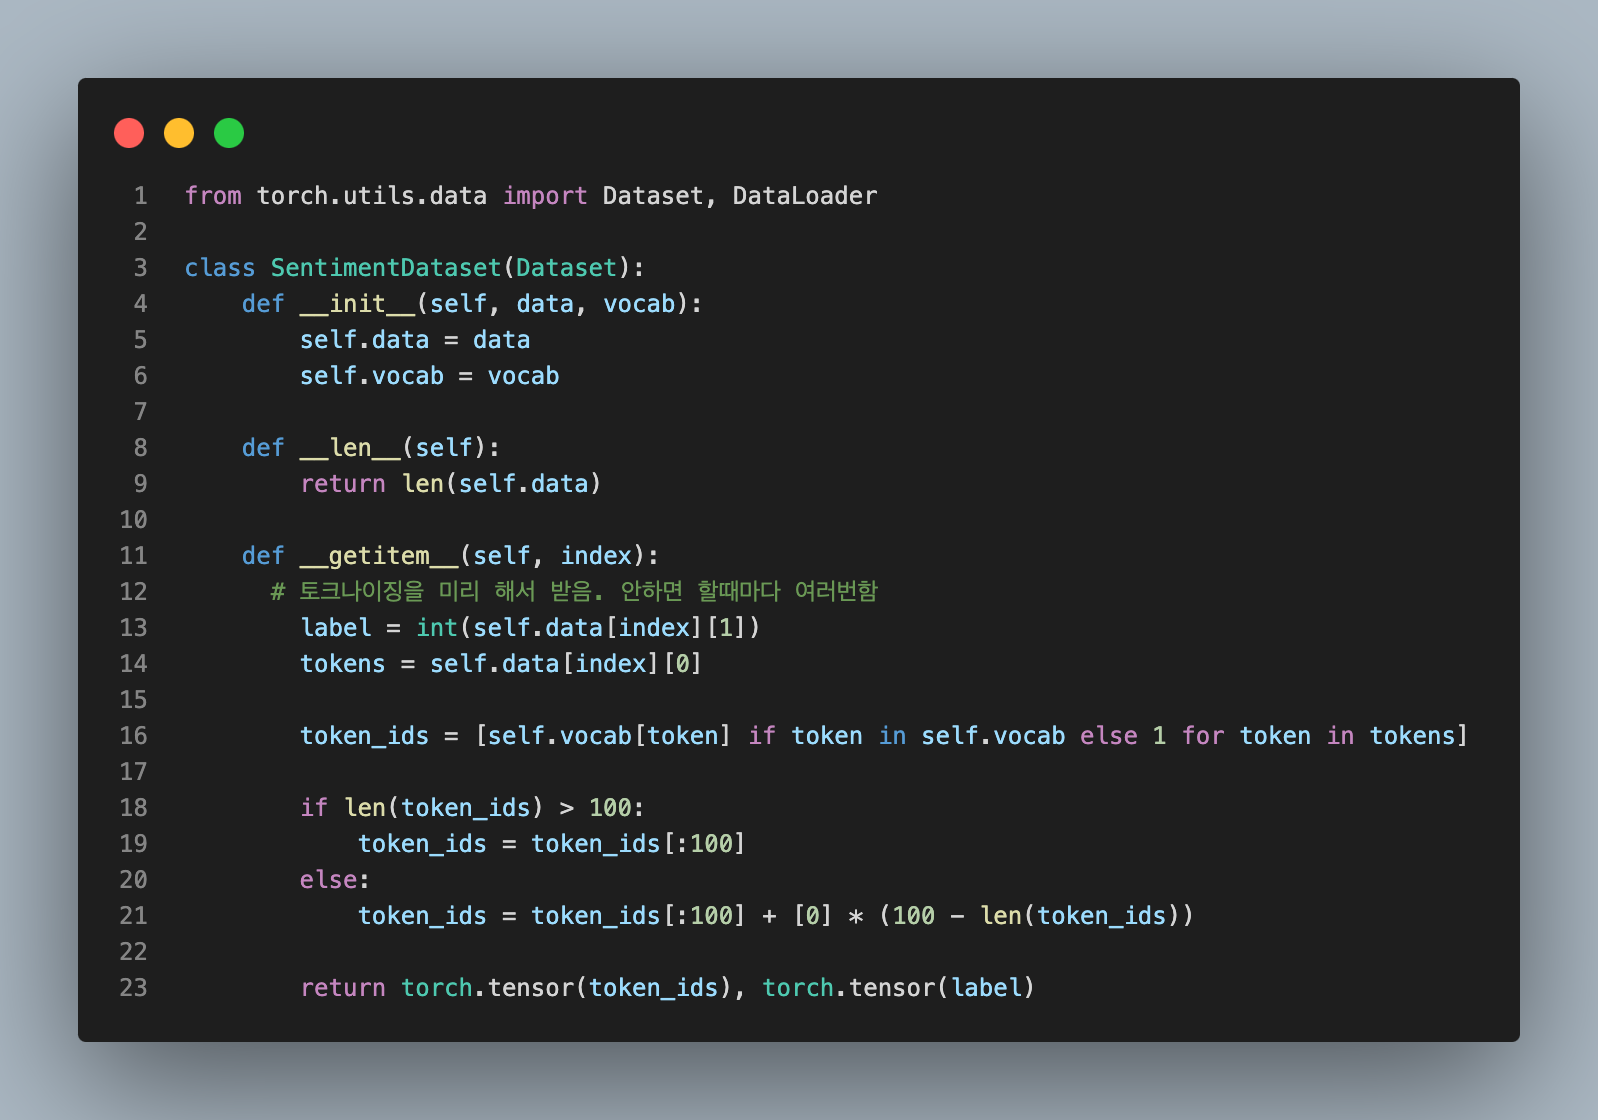 1 from torch.utils.data import Dataset, DataLoader
2
3 class SentimentDataset(Dataset):
4     def __init__(self, data, vocab):
5         self.data = data
6         self.vocab = vocab
7
8     def __len__(self):
9         return len(self.data)
10
11     def __getitem__(self, index):
12       # 토크나이징을 미리 해서 받음. 안하면 할때마다 여러번함
13         label = int(self.data[index][1])
14         tokens = self.data[index][0]
15
16         token_ids = [self.vocab[token] if token in self.vocab else 1 for token in tokens]
17
18         if len(token_ids) > 100:
19             token_ids = token_ids[:100]
20         else:
21             token_ids = token_ids[:100] + [0] * (100 - len(token_ids))
22
23         return torch.tensor(token_ids), torch.tensor(label)